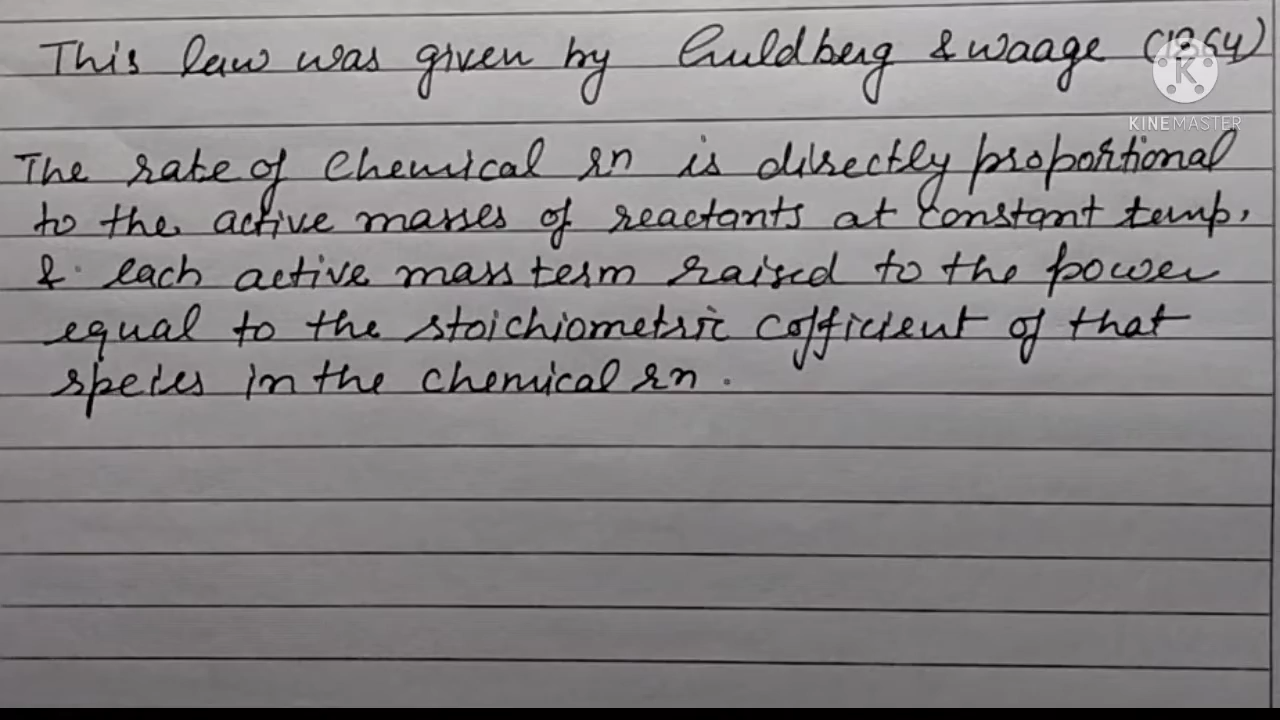 This law was given by Guldberg & waage (1864)
K
KINEMASTER
The rate of Chemical rn is directly proportional
to the active masses of reactants at constant temp.
& each active mass term raised to the power
equal to the stoichiometric cofficient of that
speies in the chemical rn.